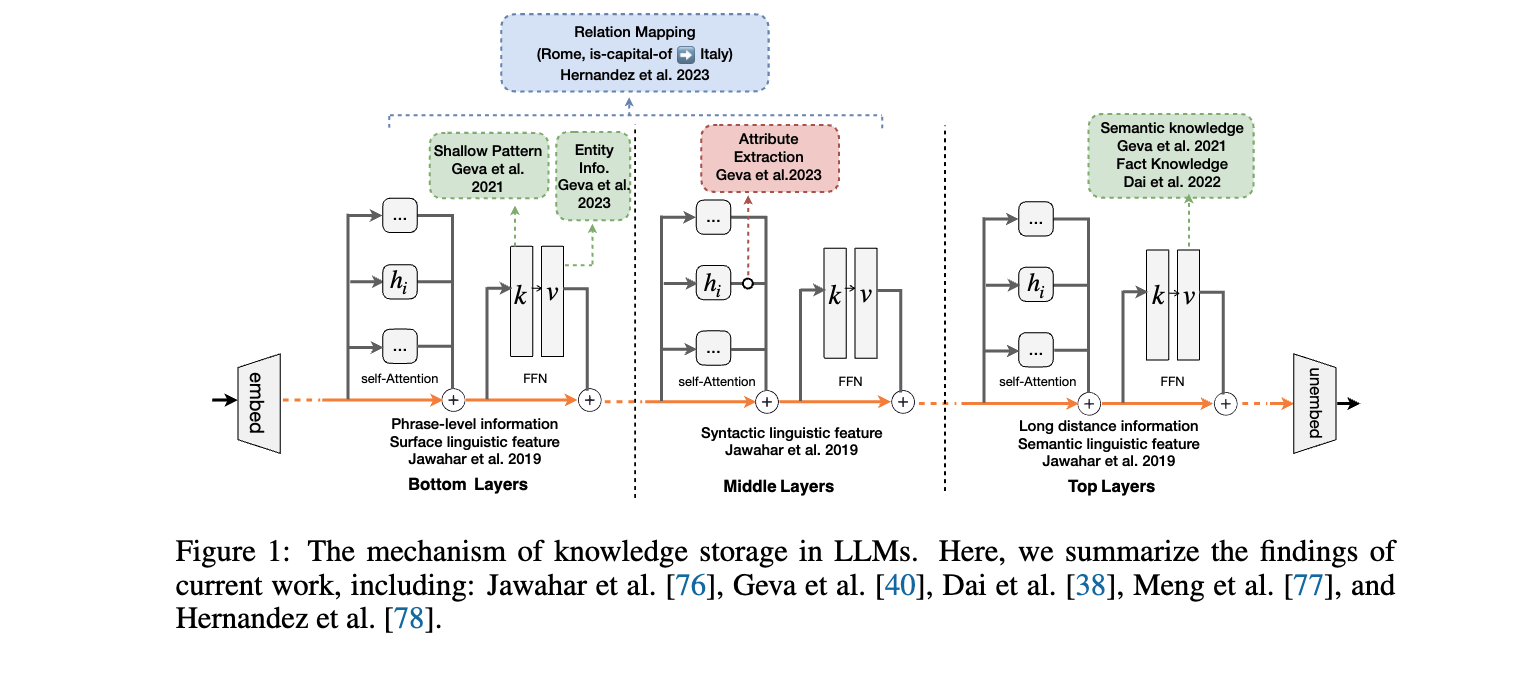 Relation Mapping
(Rome, is-capital-of ➡ Italy)
Hernandez et al. 2023
Shallow Pattern
Geva et al.
2021
Entity
Info.
Geva et al.
2023
Attribute
Extraction
Geva et al.2023
Semantic knowledge
Geva et al. 2021
Fact Knowledge
Dai et al. 2022
embed
...
hi
...
self-Attention
k → v
FFN
+
+
Phrase-level information
Surface linguistic feature
Jawahar et al. 2019
Bottom Layers
...
hi
...
self-Attention
k → v
FFN
+
+
Syntactic linguistic feature
Jawahar et al. 2019
Middle Layers
...
hi
...
self-Attention
k → v
FFN
+
+
Long distance information
Semantic linguistic feature
Jawahar et al. 2019
Top Layers
unembed
Figure 1: The mechanism of knowledge storage in LLMs. Here, we summarize the findings of
current work, including: Jawahar et al. [76], Geva et al. [40], Dai et al. [38], Meng et al. [77], and
Hernandez et al. [78].